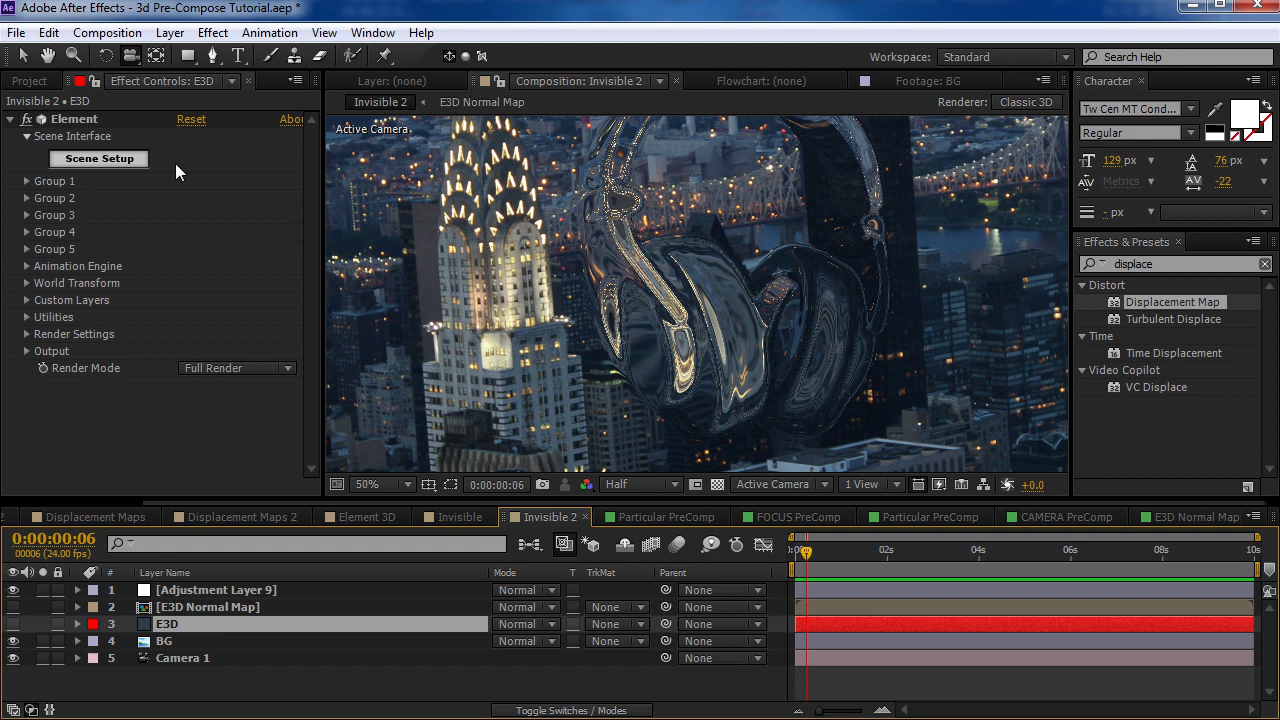 Ae Adobe After Effects - 3d Pre-Compose Tutorial.aep *
File Edit Composition Layer Effect Animation View Window Help
Workspace: Standard Search Help
Project Effect Controls: E3D
Layer: (none) Composition: Invisible 2 Flowchart: (none) Footage: BG
Character
Invisible 2 • E3D
Invisible 2 E3D Normal Map Renderer: Classic 3D
Tw Cen MT Cond...
Regular
fx Element Reset Abou
Scene Interface
Scene Setup
Group 1
Group 2
Group 3
Group 4
Group 5
Animation Engine
World Transform
Custom Layers
Utilities
Render Settings
Output
Render Mode Full Render
Active Camera
129 px 76 px
Metrics -22
- px
Effects & Presets
displace
Distort
Displacement Map
Turbulent Displace
Time
Time Displacement
Video Copilot
VC Displace
50% 0:00:00:06 Half Active Camera 1 View +0.0
2 Displacement Maps Displacement Maps 2 Element 3D Invisible Invisible 2 Particular PreComp FOCUS PreComp Particular PreComp CAMERA PreComp E3D Normal Map
0:00:00:06
00006 (24.00 fps)
02s 04s 06s 08s 10s
# Layer Name Mode T TrkMat Parent
1 [Adjustment Layer 9] Normal None
2 [E3D Normal Map] Normal None None
3 E3D Normal None None
4 BG Normal None None
5 Camera 1 None
Toggle Switches / Modes